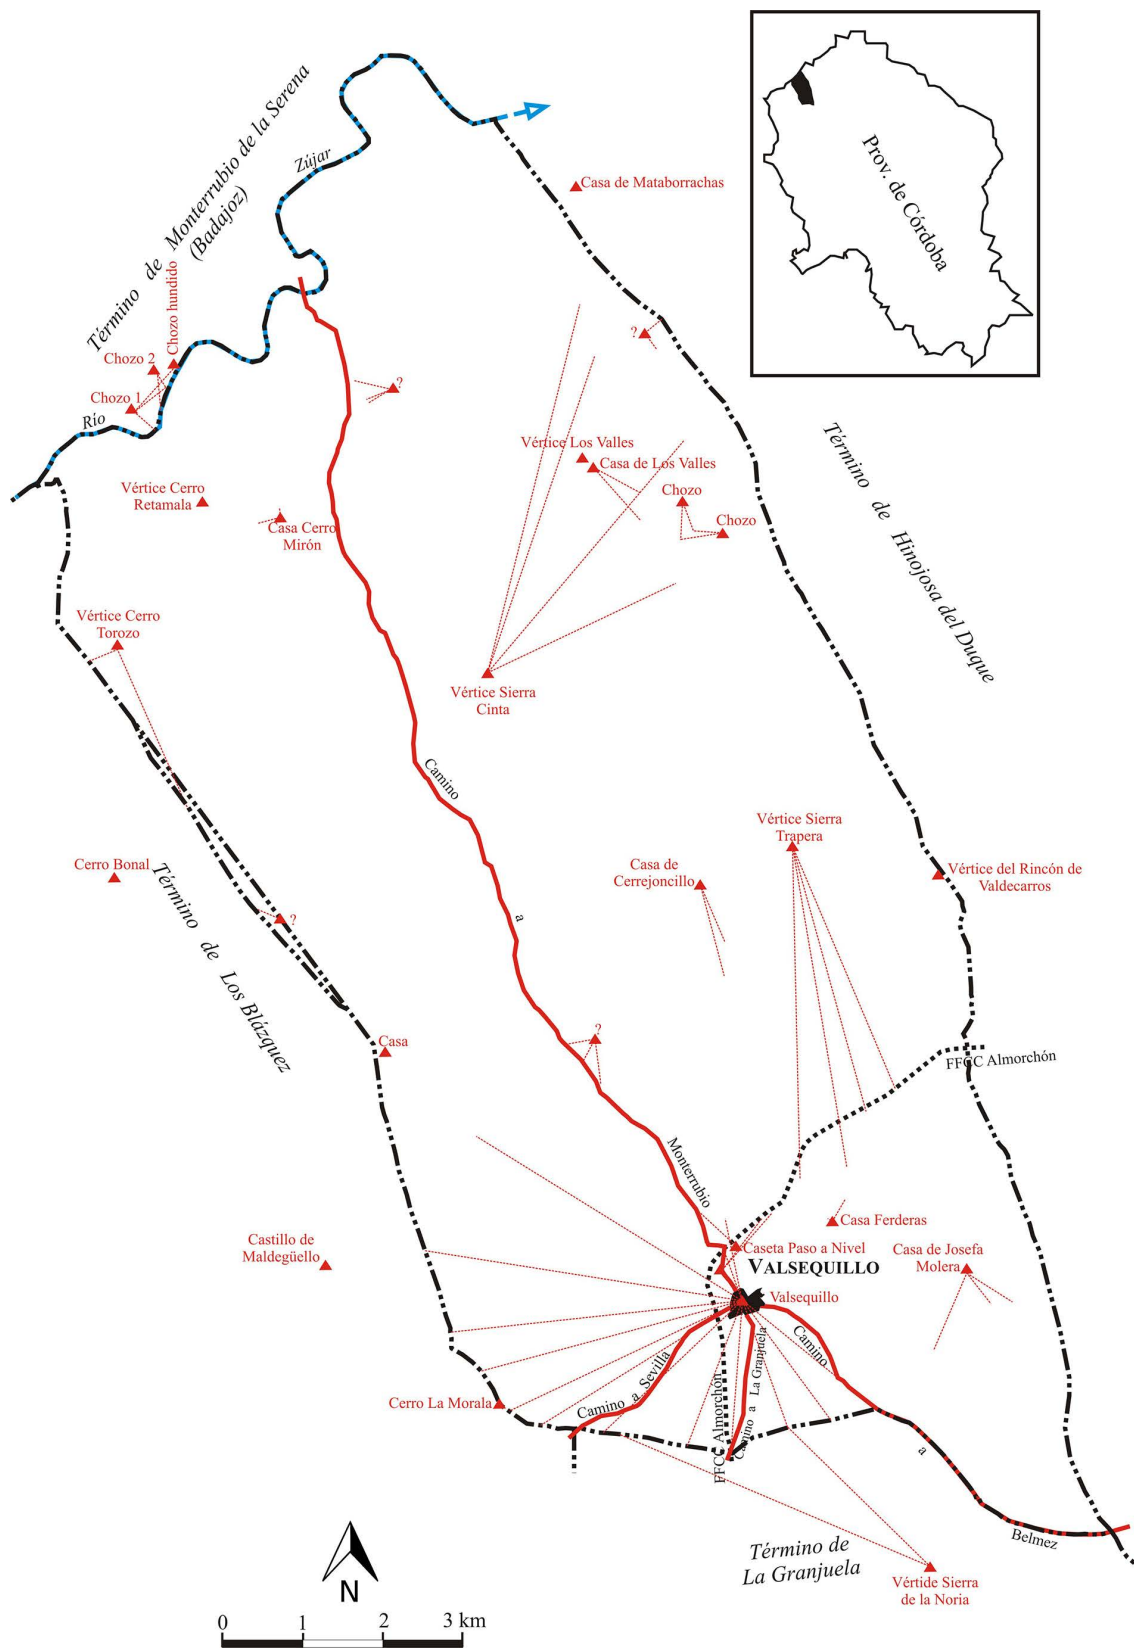 Término de Monterrubio de la Serena
(Badajoz)
Zújar
Casa de Mataborrachas
Prov. de Córdoba
Chozo hundido
Chozo 2
Chozo 1
Río
?
?
Vértice Los Valles
Casa de Los Valles
Chozo
Chozo
Término de Hinojosa del Duque
Vértice Cerro
Retamala
Casa Cerro
Mirón
Vértice Cerro
Torozo
Vértice Sierra
Cinta
Camino
a
Monterrubio
Vértice Sierra
Trapera
Casa de
Cerrejoncillo
Vértice del Rincón de
Valdecarros
Cerro Bonal
?
Término de Los Blázquez
Casa
?
FFCC Almorchón
Casa Ferderas
Caseta Paso a Nivel
Casa de Josefa
Molera
Castillo de
Maldegüello
VALSEQUILLO
Valsequillo
Camino
a
Belmez
Camino a Sevilla
FFCC Almorchón
Camino a La Granjuela
Cerro La Morala
Término de
La Granjuela
Vértide Sierra
de la Noria
N
0 1 2 3 km